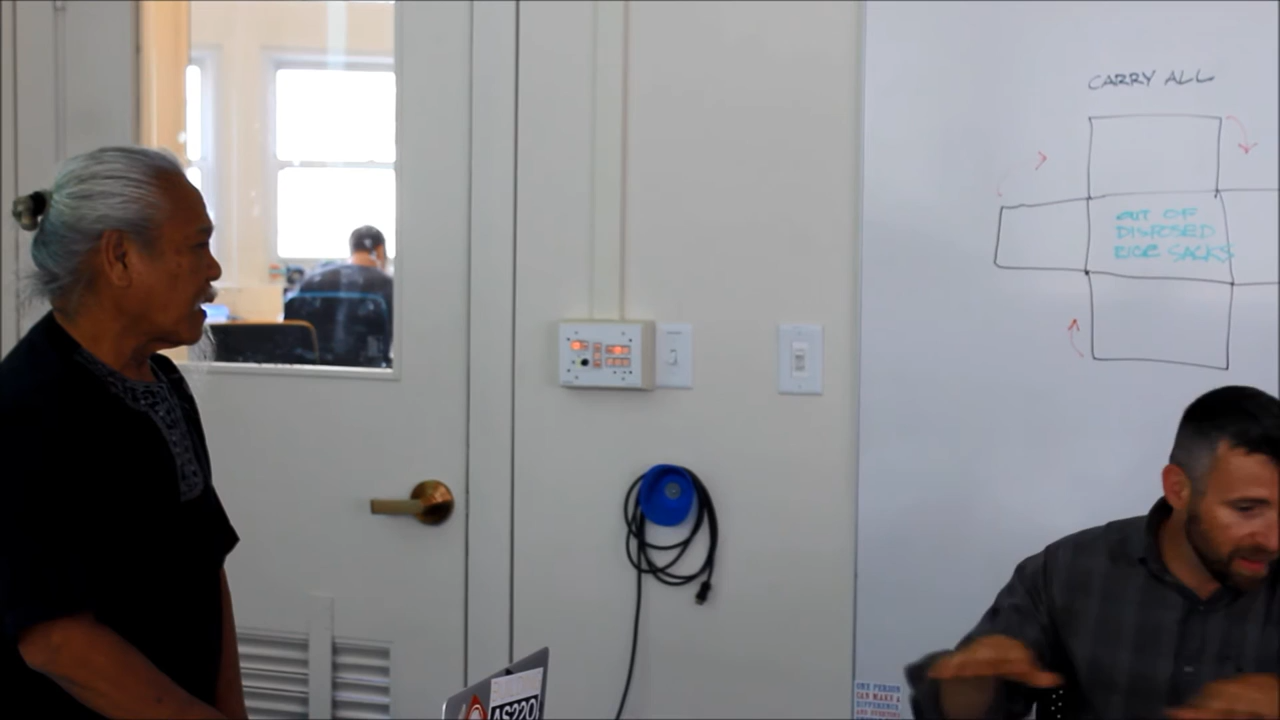 CARRY ALL
OUT OF
DISPOSED
RICE SACKS
AS220
ONE PERSON
CAN MAKE A
DIFFERENCE